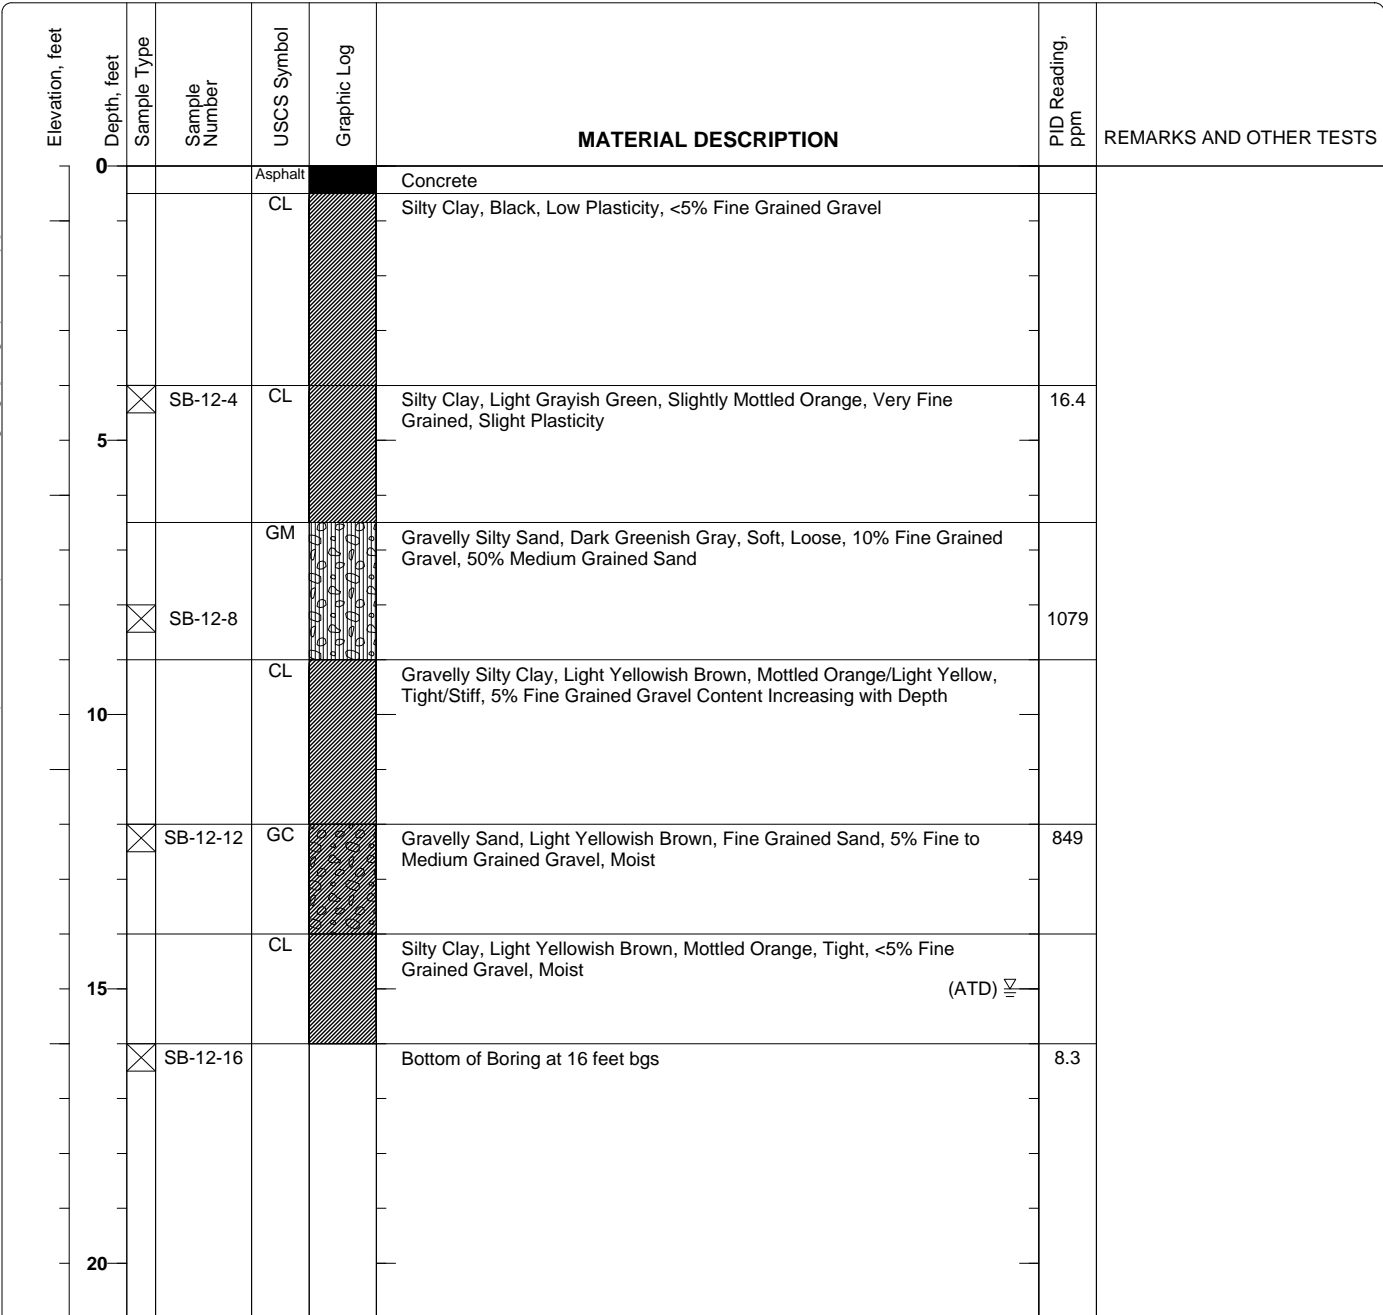 Elevation, feet
Depth, feet
Sample Type
Sample
Number
USCS Symbol
Graphic Log
MATERIAL DESCRIPTION
PID Reading,
ppm
REMARKS AND OTHER TESTS
0
Asphalt
Concrete
CL
Silty Clay, Black, Low Plasticity, <5% Fine Grained Gravel
SB-12-4
CL
Silty Clay, Light Grayish Green, Slightly Mottled Orange, Very Fine
Grained, Slight Plasticity
16.4
5
GM
Gravelly Silty Sand, Dark Greenish Gray, Soft, Loose, 10% Fine Grained
Gravel, 50% Medium Grained Sand
SB-12-8
1079
CL
Gravelly Silty Clay, Light Yellowish Brown, Mottled Orange/Light Yellow,
Tight/Stiff, 5% Fine Grained Gravel Content Increasing with Depth
10
SB-12-12
GC
Gravelly Sand, Light Yellowish Brown, Fine Grained Sand, 5% Fine to
Medium Grained Gravel, Moist
849
CL
Silty Clay, Light Yellowish Brown, Mottled Orange, Tight, <5% Fine
Grained Gravel, Moist
15
(ATD)
SB-12-16
Bottom of Boring at 16 feet bgs
8.3
20